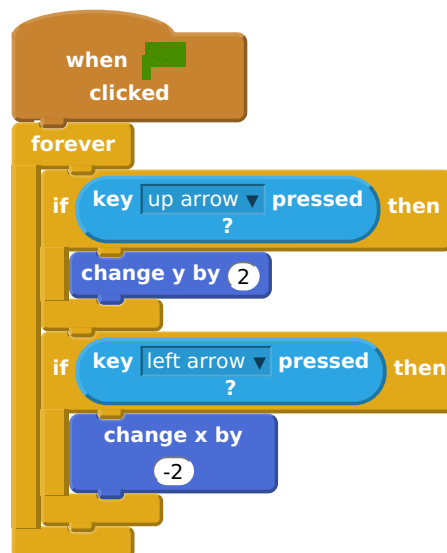 when
clicked
forever
if key up arrow ▼ pressed ? then
change y by 2
if key left arrow ▼ pressed ? then
change x by
-2